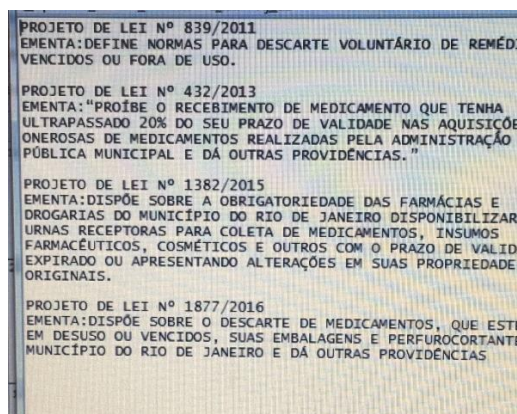 PROJETO DE LEI Nº 839/2011
EMENTA:DEFINE NORMAS PARA DESCARTE VOLUNTÁRIO DE REMÉDI
VENCIDOS OU FORA DE USO.
PROJETO DE LEI Nº 432/2013
EMENTA:"PROÍBE O RECEBIMENTO DE MEDICAMENTO QUE TENHA
ULTRAPASSADO 20% DO SEU PRAZO DE VALIDADE NAS AQUISIÇÕE
ONEROSAS DE MEDICAMENTOS REALIZADAS PELA ADMINISTRAÇÃO
PÚBLICA MUNICIPAL E DÁ OUTRAS PROVIDÊNCIAS."
PROJETO DE LEI Nº 1382/2015
EMENTA:DISPÕE SOBRE A OBRIGATORIEDADE DAS FARMÁCIAS E
DROGARIAS DO MUNICÍPIO DO RIO DE JANEIRO DISPONIBILIZAR
URNAS RECEPTORAS PARA COLETA DE MEDICAMENTOS, INSUMOS
FARMACÊUTICOS, COSMÉTICOS E OUTROS COM O PRAZO DE VALID
EXPIRADO OU APRESENTANDO ALTERAÇÕES EM SUAS PROPRIEDADE
ORIGINAIS.
PROJETO DE LEI Nº 1877/2016
EMENTA:DISPÕE SOBRE O DESCARTE DE MEDICAMENTOS, QUE EST
EM DESUSO OU VENCIDOS, SUAS EMBALAGENS E PERFUROCORTANTE
MUNICÍPIO DO RIO DE JANEIRO E DÁ OUTRAS PROVIDÊNCIAS